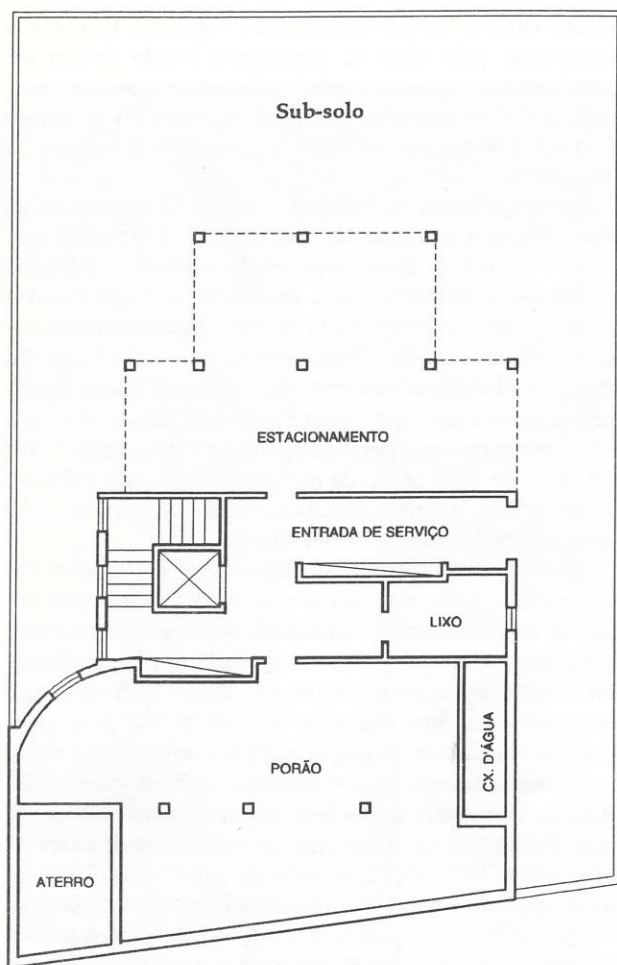 Sub-solo
ESTACIONAMENTO
ENTRADA DE SERVIÇO
LIXO
CX. D'ÁGUA
PORÃO
ATERRO